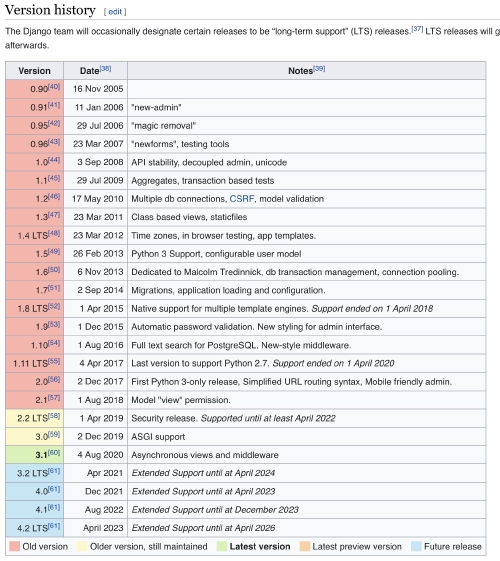 Version history [ edit ]
The Django team will occasionally designate certain releases to be “long-term support” (LTS) releases.[37] LTS releases will g
afterwards.
Version Date[38] Notes[39]
0.90[40] 16 Nov 2005
0.91[41] 11 Jan 2006 "new-admin"
0.95[42] 29 Jul 2006 "magic removal"
0.96[43] 23 Mar 2007 "newforms", testing tools
1.0[44] 3 Sep 2008 API stability, decoupled admin, unicode
1.1[45] 29 Jul 2009 Aggregates, transaction based tests
1.2[46] 17 May 2010 Multiple db connections, CSRF, model validation
1.3[47] 23 Mar 2011 Class based views, staticfiles
1.4 LTS[48] 23 Mar 2012 Time zones, in browser testing, app templates.
1.5[49] 26 Feb 2013 Python 3 Support, configurable user model
1.6[50] 6 Nov 2013 Dedicated to Malcolm Tredinnick, db transaction management, connection pooling.
1.7[51] 2 Sep 2014 Migrations, application loading and configuration.
1.8 LTS[52] 1 Apr 2015 Native support for multiple template engines. Support ended on 1 April 2018
1.9[53] 1 Dec 2015 Automatic password validation. New styling for admin interface.
1.10[54] 1 Aug 2016 Full text search for PostgreSQL. New-style middleware.
1.11 LTS[55] 4 Apr 2017 Last version to support Python 2.7. Support ended on 1 April 2020
2.0[56] 2 Dec 2017 First Python 3-only release, Simplified URL routing syntax, Mobile friendly admin.
2.1[57] 1 Aug 2018 Model "view" permission.
2.2 LTS[58] 1 Apr 2019 Security release. Supported until at least April 2022
3.0[59] 2 Dec 2019 ASGI support
3.1[60] 4 Aug 2020 Asynchronous views and middleware
3.2 LTS[61] Apr 2021 Extended Support until at April 2024
4.0[61] Dec 2021 Extended Support until at April 2023
4.1[61] Aug 2022 Extended Support until at December 2023
4.2 LTS[61] April 2023 Extended Support until at April 2026
Old version Older version, still maintained Latest version Latest preview version Future release